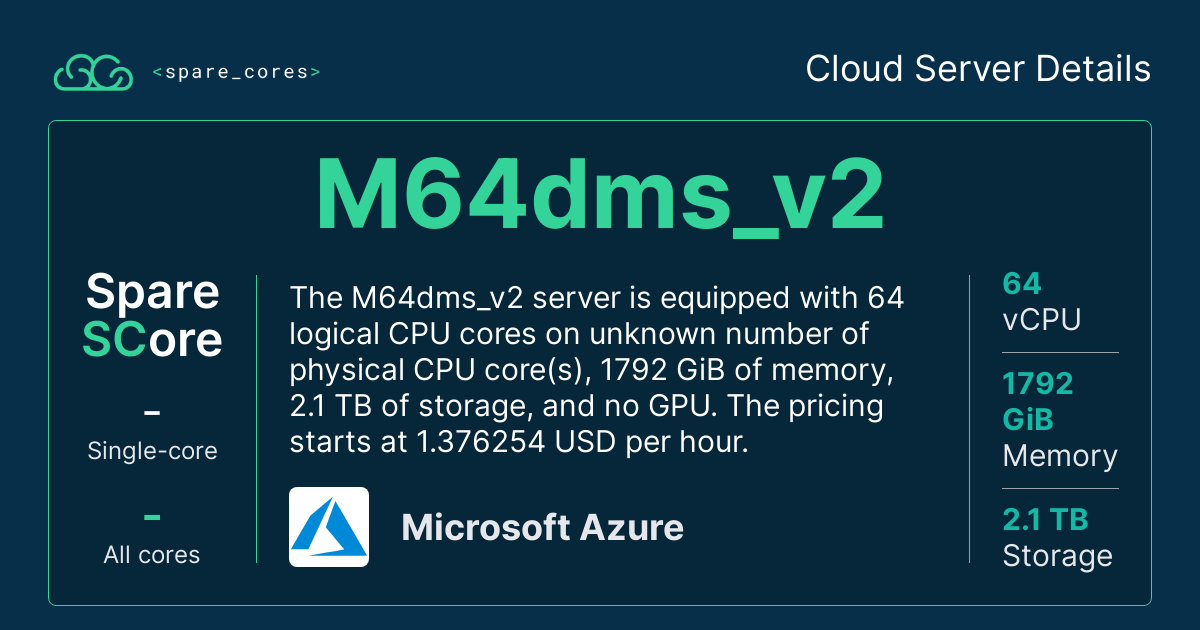 <spare_cores>
Cloud Server Details
M64dms_v2
Spare
SCore
-
Single-core
-
All cores
The M64dms_v2 server is equipped with 64
logical CPU cores on unknown number of
physical CPU core(s), 1792 GiB of memory,
2.1 TB of storage, and no GPU. The pricing
starts at 1.376254 USD per hour.
Microsoft Azure
64
vCPU
1792
GiB
Memory
2.1 TB
Storage